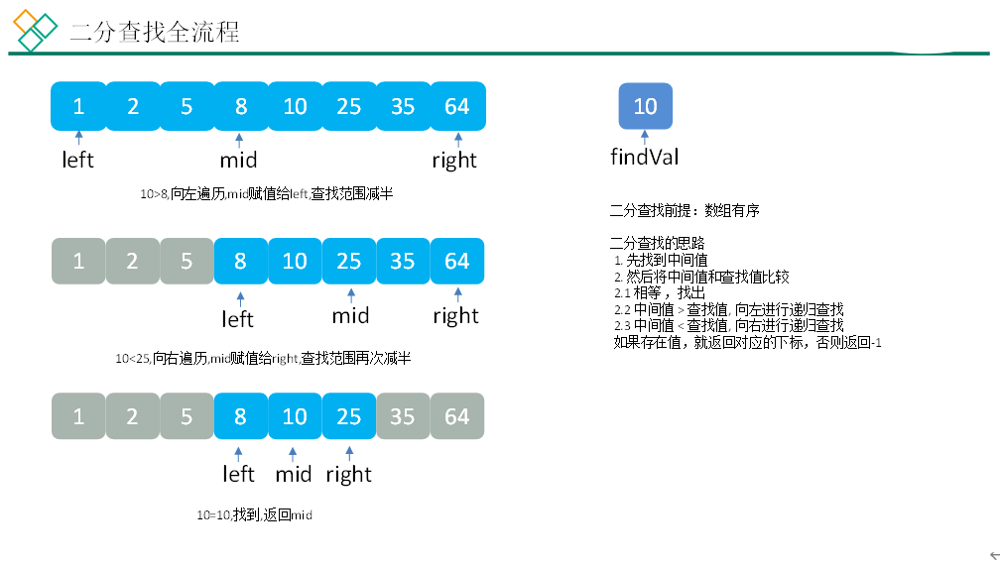 二分查找全流程
1 2 5 8 10 25 35 64
left mid right
10>8,向左遍历,mid赋值给left,查找范围减半
1 2 5 8 10 25 35 64
left mid right
10<25,向右遍历,mid赋值给right,查找范围再次减半
1 2 5 8 10 25 35 64
left mid right
10=10,找到,返回mid
10
findVal
二分查找前提：数组有序
二分查找的思路
1. 先找到中间值
2. 然后将中间值和查找值比较
2.1 相等，找出
2.2 中间值 > 查找值, 向左进行递归查找
2.3 中间值 < 查找值, 向右进行递归查找
如果存在值，就返回对应的下标，否则返回-1